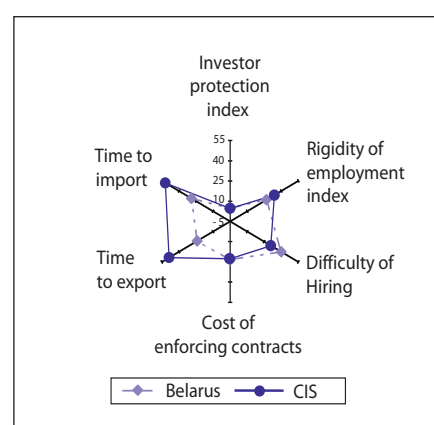 Investor
protection
index
55
40
25
10
-5
Time to
import
Rigidity of
employment
index
Time
to export
Difficulty of
Hiring
Cost of
enforcing contracts
Belarus CIS